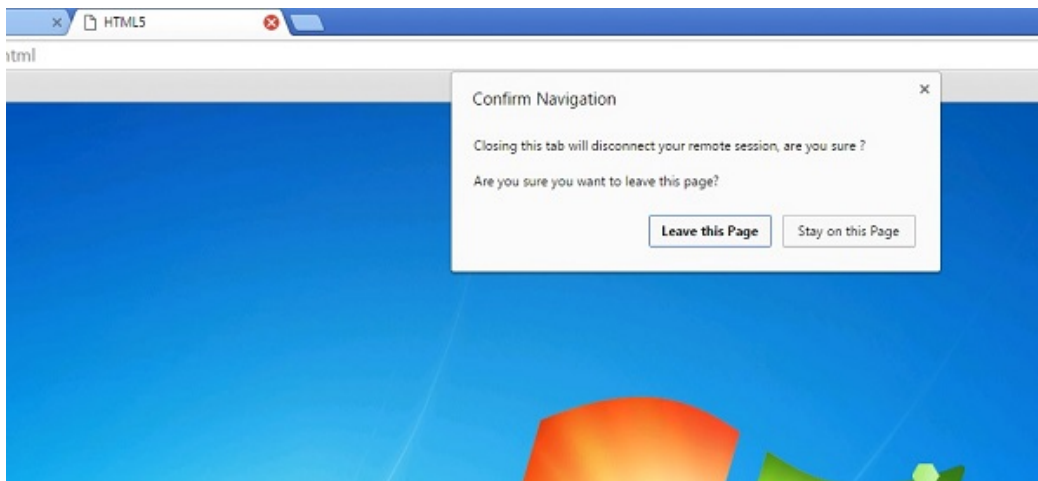 HTML5
html
Confirm Navigation
Closing this tab will disconnect your remote session, are you sure ?
Are you sure you want to leave this page?
Leave this Page
Stay on this Page